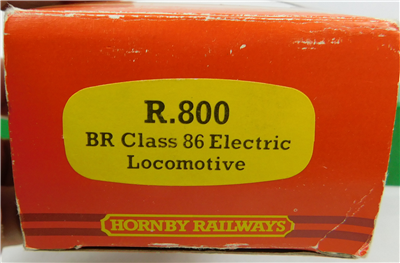 R.800
BR Class 86 Electric
Locomotive
HORNBY RAILWAYS